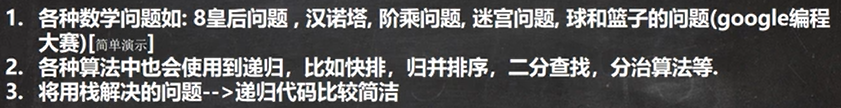 1. 各种数学问题如: 8皇后问题 , 汉诺塔, 阶乘问题, 迷宫问题, 球和篮子的问题(google编程
大赛)[简单演示]
2. 各种算法中也会使用到递归，比如快排，归并排序，二分查找，分治算法等.
3. 将用栈解决的问题-->递归代码比较简洁